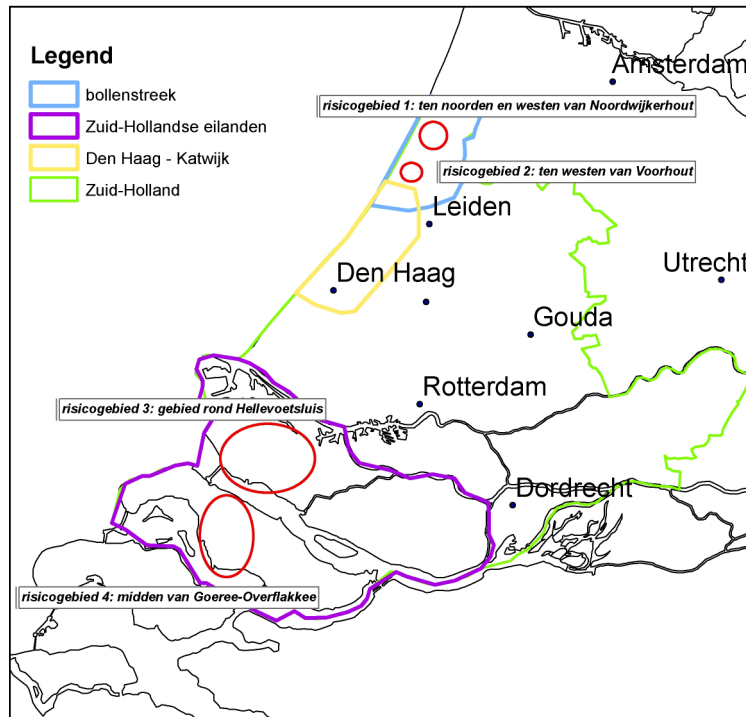 Legend
bollenstreek
Zuid-Hollandse eilanden
Den Haag - Katwijk
Zuid-Holland
Amsterdam
risicogebied 1: ten noorden en westen van Noordwijkerhout
risicogebied 2: ten westen van Voorhout
Leiden
Den Haag
Utrecht
Gouda
Rotterdam
risicogebied 3: gebied rond Hellevoetsluis
Dordrecht
risicogebied 4: midden van Goeree-Overflakkee